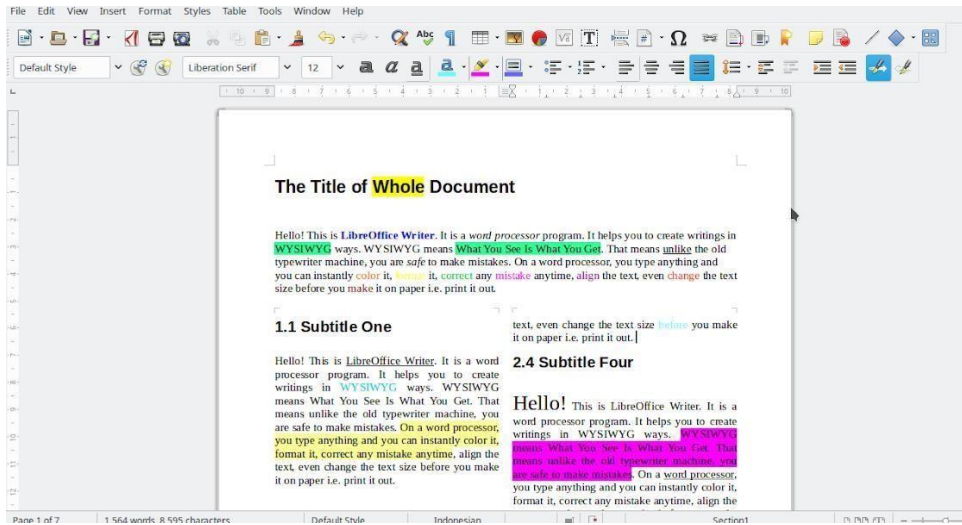 File Edit View Insert Format Styles Table Tools Window Help
Default Style
Liberation Serif
12
The Title of Whole Document
Hello! This is LibreOffice Writer. It is a word processor program. It helps you to create writings in
WYSIWYG ways. WYSIWYG means What You See Is What You Get. That means unlike the old
typewriter machine, you are safe to make mistakes. On a word processor, you type anything and
you can instantly color it, format it, correct any mistake anytime, align the text, even change the text
size before you make it on paper i.e. print it out.
1.1 Subtitle One
Hello! This is LibreOffice Writer. It is a word
processor program. It helps you to create
writings in WYSIWYG ways. WYSIWYG
means What You See Is What You Get. That
means unlike the old typewriter machine, you
are safe to make mistakes. On a word processor,
you type anything and you can instantly color it,
format it, correct any mistake anytime, align the
text, even change the text size before you make
it on paper i.e. print it out.
text, even change the text size before you make
it on paper i.e. print it out.
2.4 Subtitle Four
Hello! This is LibreOffice Writer. It is a
word processor program. It helps you to create
writings in WYSIWYG ways. WYSIWYG
means What You See Is What You Get. That
means unlike the old typewriter machine, you
are safe to make mistakes. On a word processor,
you type anything and you can instantly color it,
format it, correct any mistake anytime, align the
Page 1 of 7
1,564 words, 8,595 characters
Default Style
Indonesian
Section1